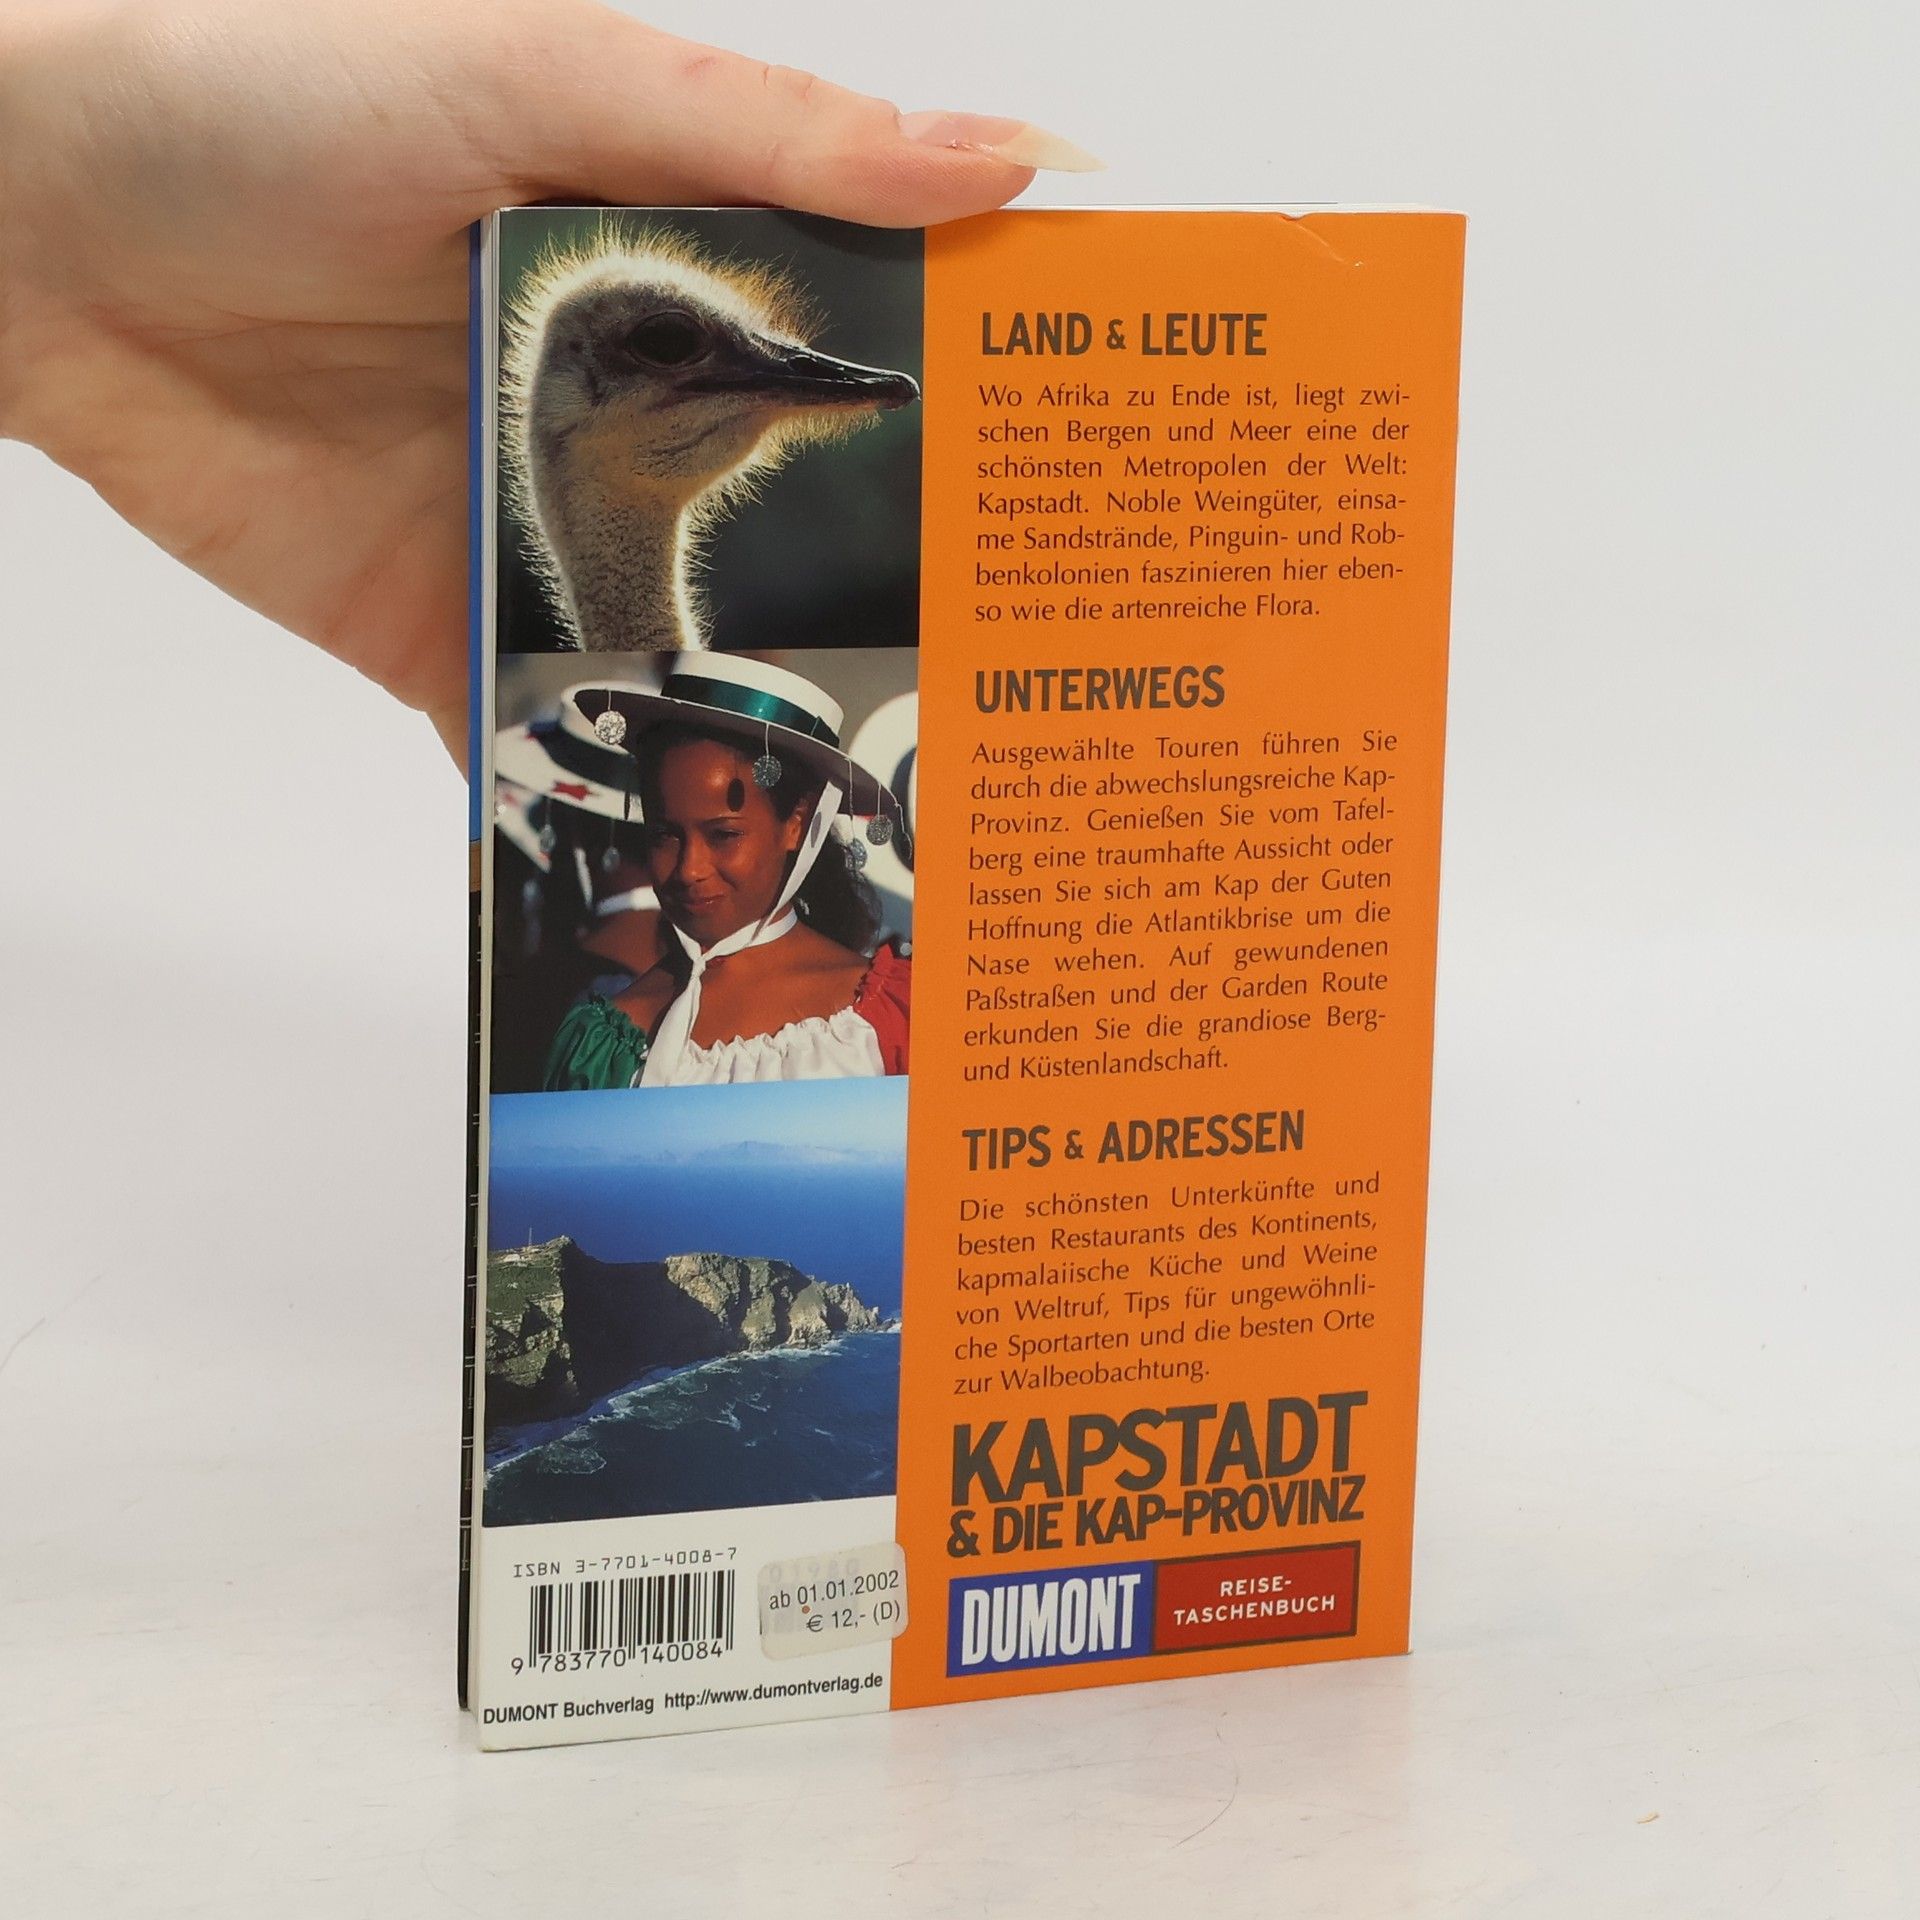 LAND & LEUTE
Wo Afrika zu Ende ist, liegt zwi-
schen Bergen und Meer eine der
schönsten Metropolen der Welt:
Kapstadt. Noble Weingüter, einsa-
me Sandstrände, Pinguin- und Rob-
benkolonien faszinieren hier eben-
so wie die artenreiche Flora.
UNTERWEGS
Ausgewählte Touren führen Sie
durch die abwechslungsreiche Kap-
Provinz. Genießen Sie vom Tafel-
berg eine traumhafte Aussicht oder
lassen Sie sich am Kap der Guten
Hoffnung die Atlantikbrise um die
Nase wehen. Auf gewundenen
Paßstraßen und der Garden Route
erkunden Sie die grandiose Berg-
und Küstenlandschaft.
TIPS & ADRESSEN
Die schönsten Unterkünfte und
besten Restaurants des Kontinents,
kapmalaiische Küche und Weine
von Weltruf, Tips für ungewöhnli-
che Sportarten und die besten Orte
zur Walbeobachtung.
KAPSTADT
& DIE KAP-PROVINZ
DUMONT
REISE-
TASCHENBUCH
ISBN 3-7701-4008-7
9 783770 140084
ab 01.01.2002
€ 12,- (D)
DUMONT Buchverlag http://www.dumontverlag.de